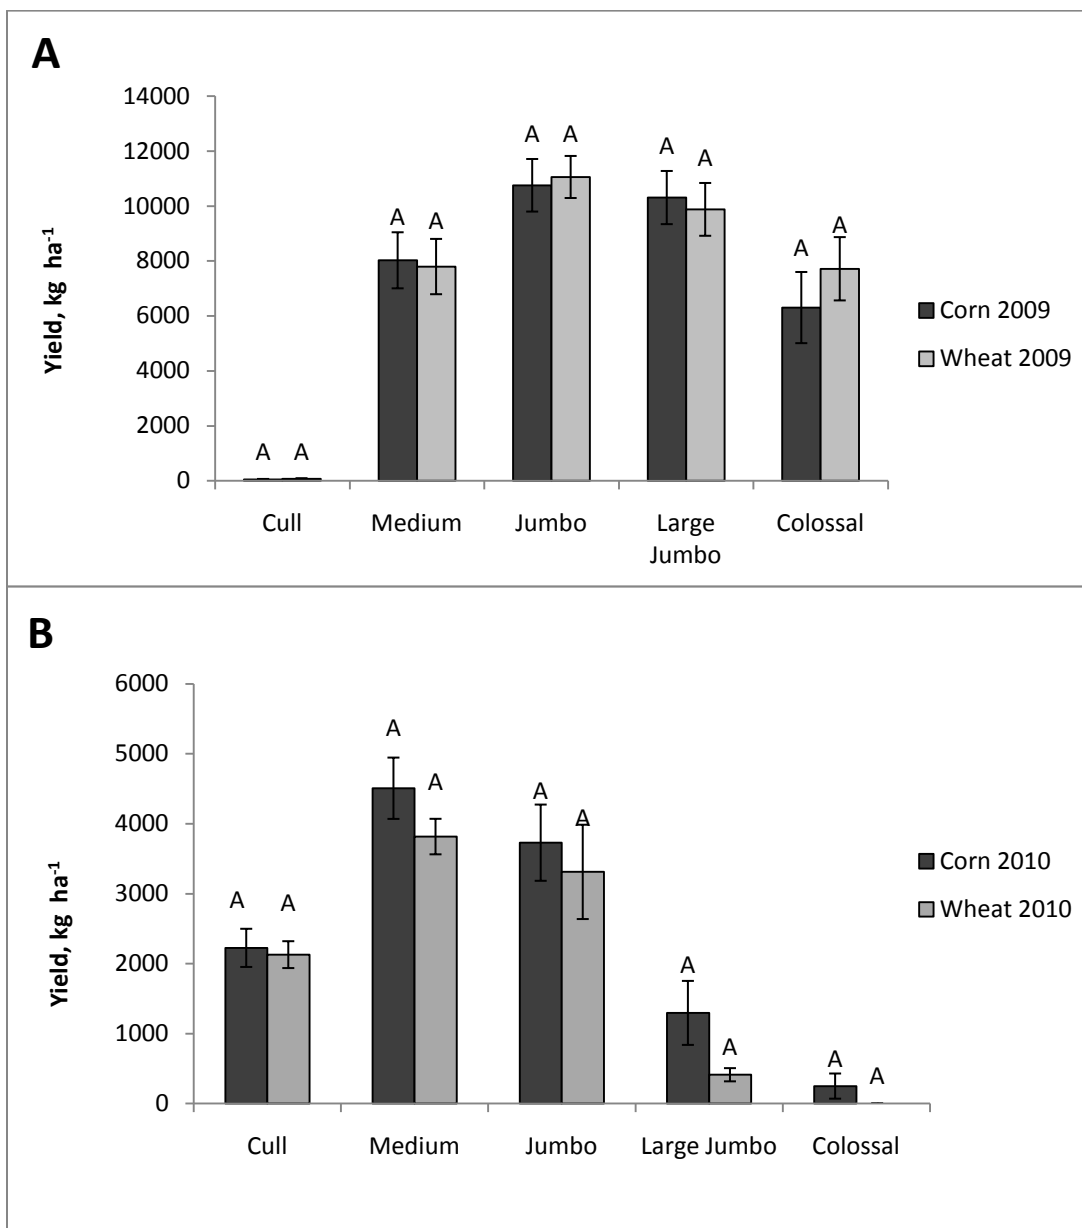 A
14000
12000
10000
8000
6000
4000
2000
0
Yield, kg ha⁻¹
A A
A A
A A
A A
A A
Cull Medium Jumbo Large Jumbo Colossal
Corn 2009
Wheat 2009
B
6000
5000
4000
3000
2000
1000
0
Yield, kg ha⁻¹
A A
A A
A A
A A
A A
Cull Medium Jumbo Large Jumbo Colossal
Corn 2010
Wheat 2010